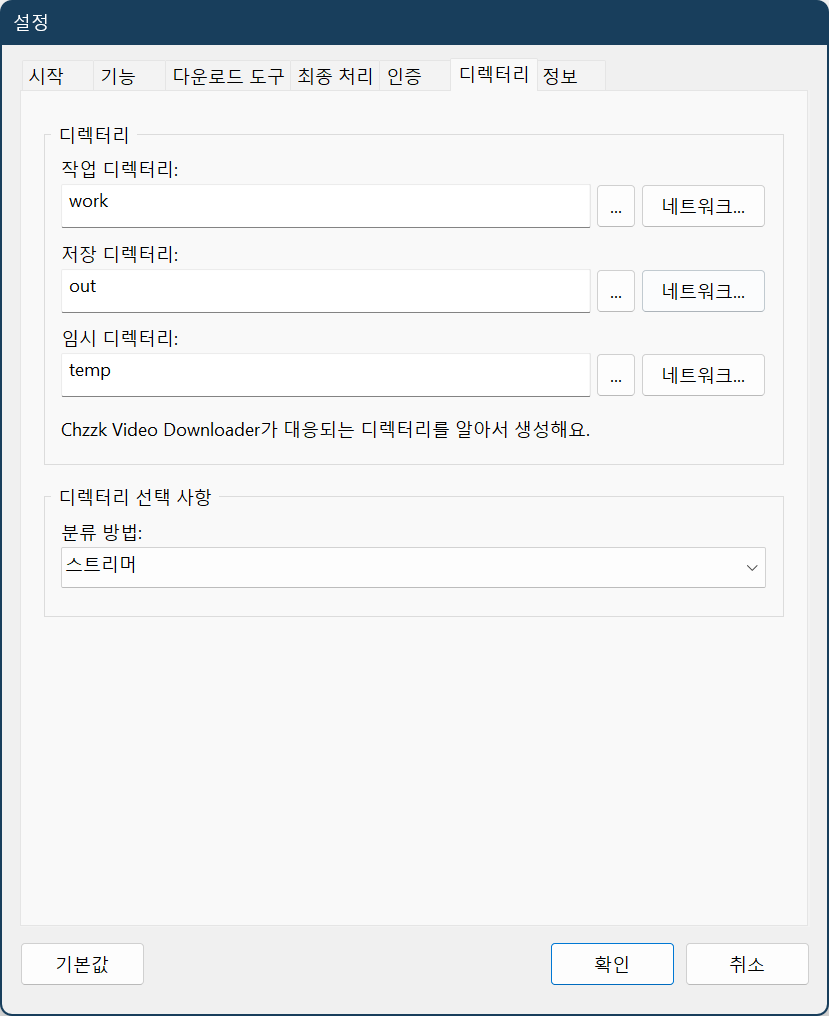 설정
시작 기능 다운로드 도구 최종 처리 인증 디렉터리 정보
디렉터리
작업 디렉터리:
work ... 네트워크...
저장 디렉터리:
out ... 네트워크...
임시 디렉터리:
temp ... 네트워크...
Chzzk Video Downloader가 대응되는 디렉터리를 알아서 생성해요.
디렉터리 선택 사항
분류 방법:
스트리머
기본값 확인 취소